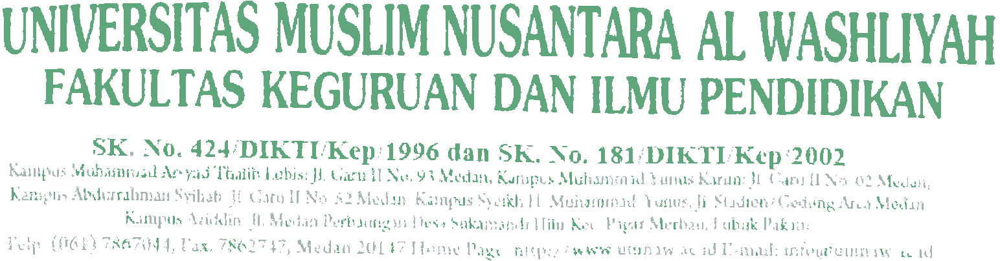 UNIVERSITAS MUSLIM NUSANTARA AL WASHLIYAH
FAKULTAS KEGURUAN DAN ILMU PENDIDIKAN
SK. No. 424/DIKTI/Kep/1996 dan SK. No. 181/DIKTI/Kep/2002
Kampus Muhammad Arsyad Thalib Lubis: Jl. Garu II No. 93 Medan, Kampus Muhammad Yunus Karim: Jl. Garu II No. 02 Medan,
Kampus Abdurrahman Syihab: Jl. Garu II No. 52 Medan, Kampus Syeikh H. Muhammad Yunus, Jl. Stadion/Gedung Arca Medan
Kampus Aziddin: Jl. Medan Perbaungan Desa Sukamandi Hilir Kec. Pagar Merbau, Lubuk Pakam.
Telp. (061) 7867044, Fax. 7862747, Medan 20147 Home Page: http://www.umnaw.ac.id E-mail: info@umnaw.ac.id